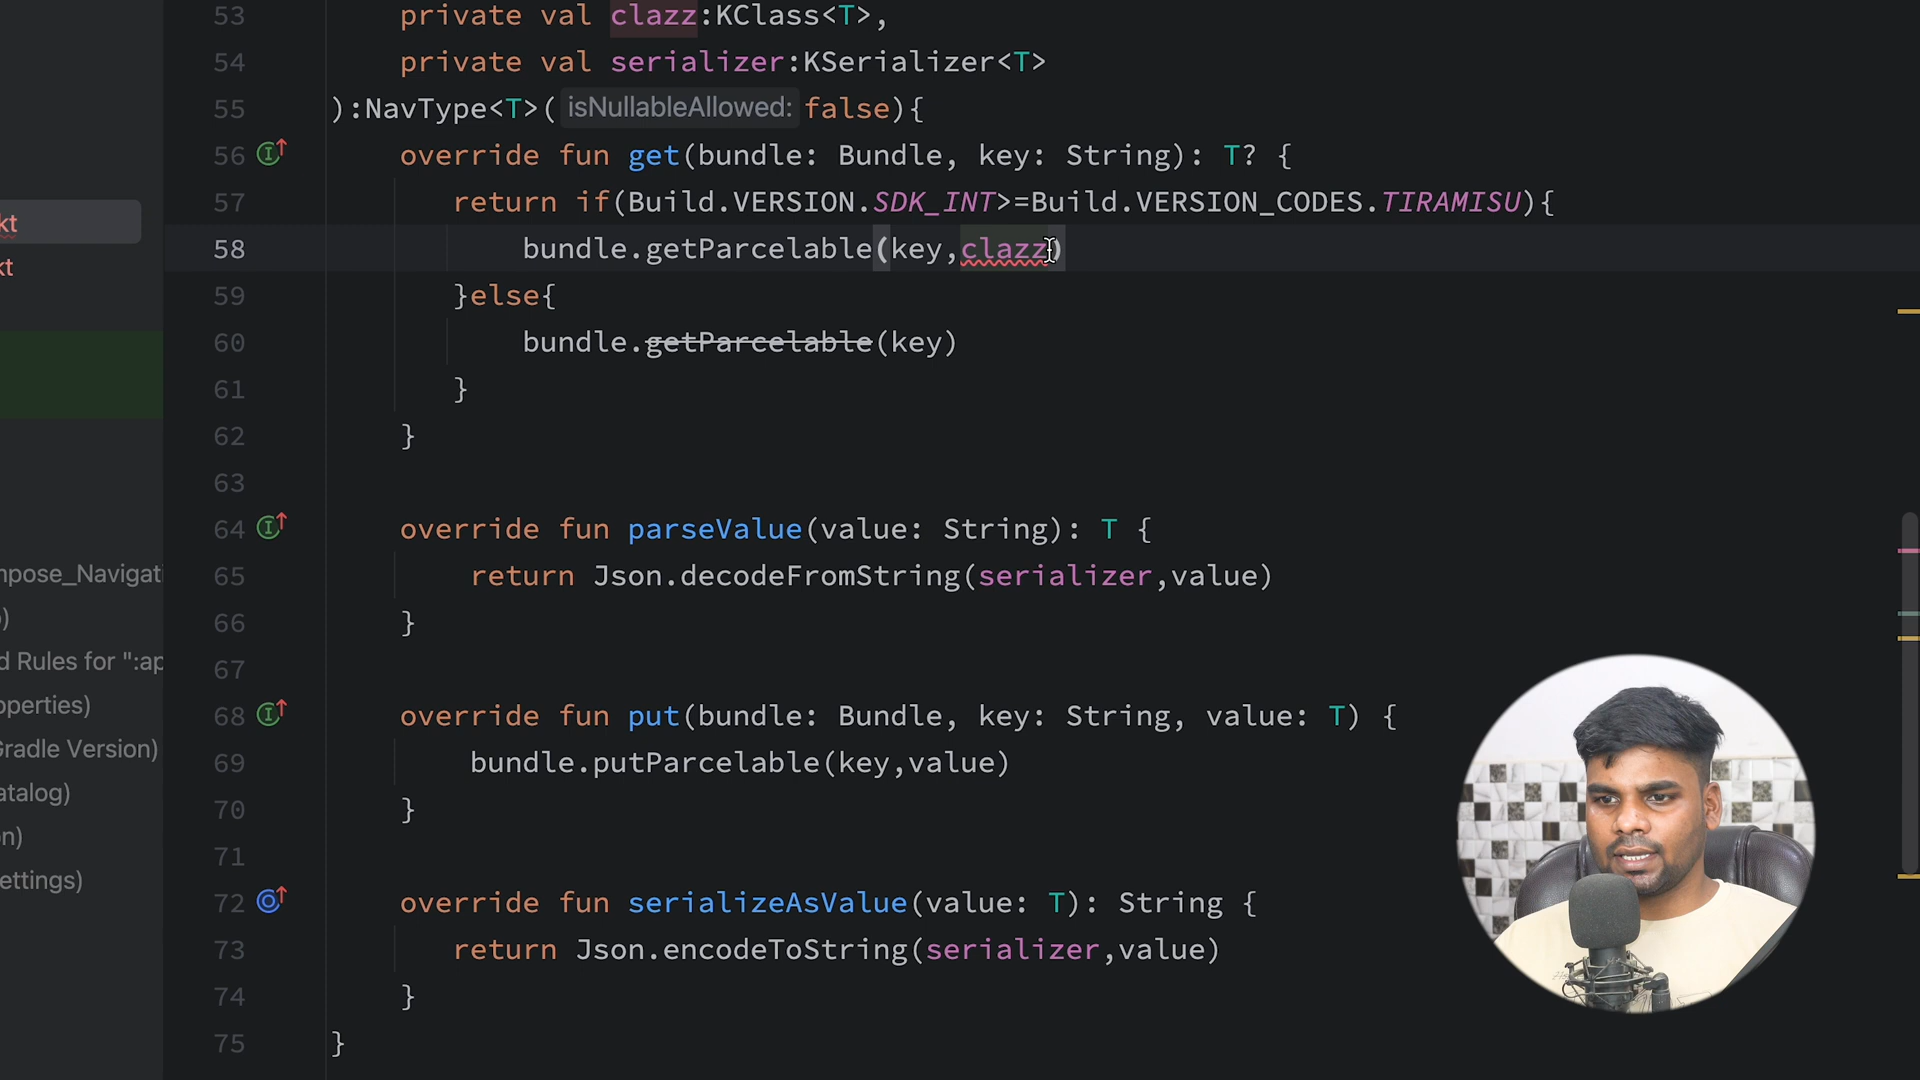 53 private val clazz:KClass<T>,
54 private val serializer:KSerializer<T>
55 ):NavType<T>( isNullableAllowed: false){
56 override fun get(bundle: Bundle, key: String): T? {
57 return if(Build.VERSION.SDK_INT>=Build.VERSION_CODES.TIRAMISU){
58 bundle.getParcelable(key,clazz)
59 }else{
60 bundle.getParcelable(key)
61 }
62 }
63
64 override fun parseValue(value: String): T {
65 return Json.decodeFromString(serializer,value)
66 }
67
68 override fun put(bundle: Bundle, key: String, value: T) {
69 bundle.putParcelable(key,value)
70 }
71
72 override fun serializeAsValue(value: T): String {
73 return Json.encodeToString(serializer,value)
74 }
75 }
kt
t
mpose_Navigati
)
d Rules for ":ap
operties)
Gradle Version)
atalog)
on)
ettings)